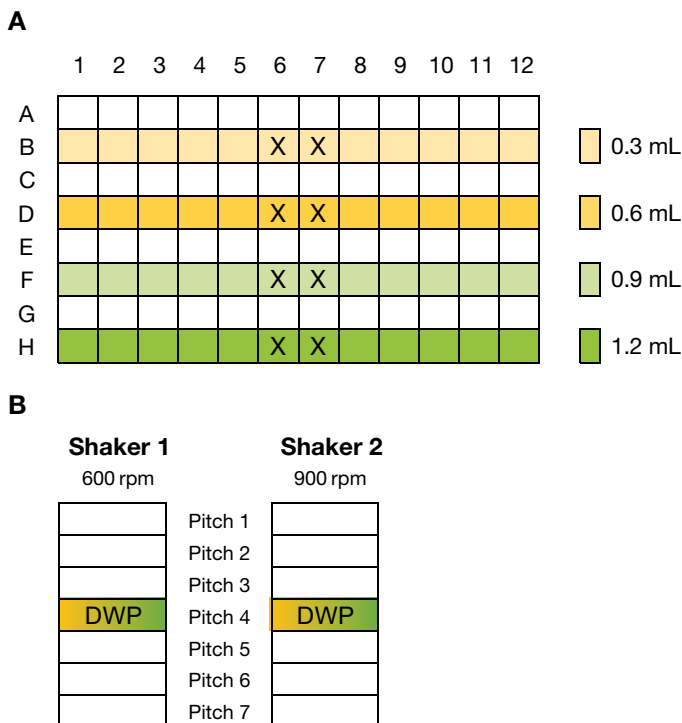 A
1 2 3 4 5 6 7 8 9 10 11 12
A
B X X 0.3 mL
C
D X X 0.6 mL
E
F X X 0.9 mL
G
H X X 1.2 mL
B
Shaker 1 Shaker 2
600 rpm 900 rpm
Pitch 1
Pitch 2
Pitch 3
DWP Pitch 4 DWP
Pitch 5
Pitch 6
Pitch 7